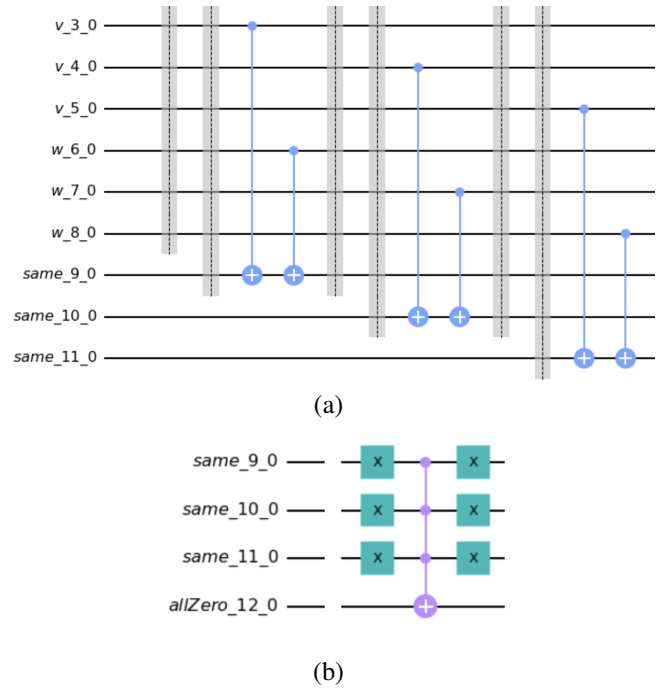 v_3_0
v_4_0
v_5_0
w_6_0
w_7_0
w_8_0
same_9_0
same_10_0
same_11_0
(a)
same_9_0 X X
same_10_0 X X
same_11_0 X X
allZero_12_0
(b)